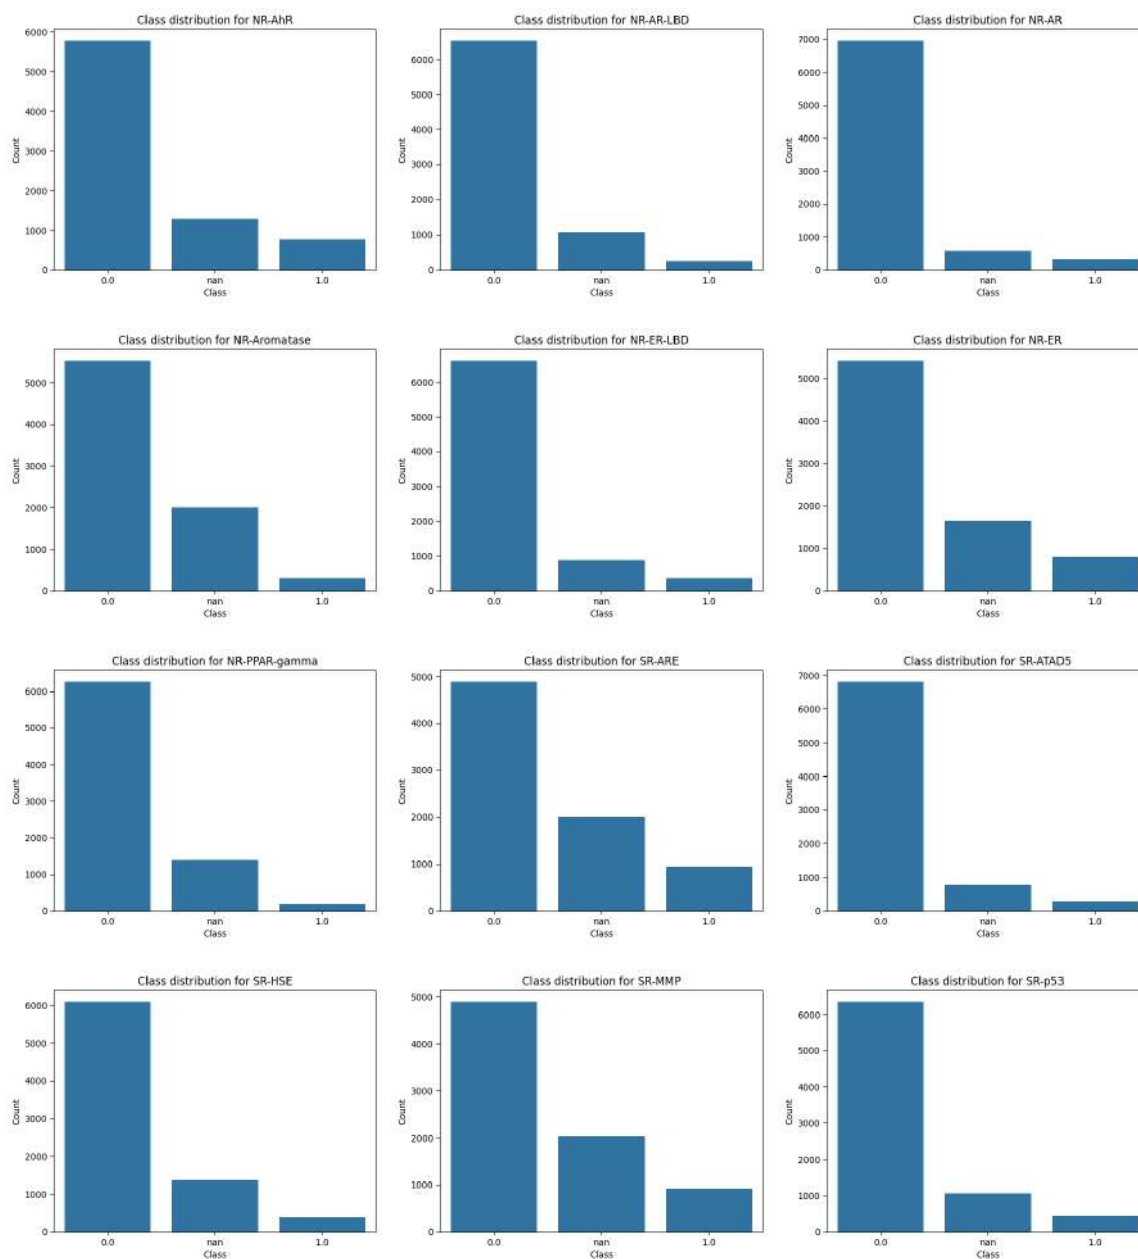 Class distribution for NR-AhR
6000
5000
4000
3000
2000
1000
0
Count
0.0 nan 1.0
Class
Class distribution for NR-AR-LBD
6000
5000
4000
3000
2000
1000
0
Count
0.0 nan 1.0
Class
Class distribution for NR-AR
7000
6000
5000
4000
3000
2000
1000
0
Count
0.0 nan 1.0
Class
Class distribution for NR-Aromatase
5000
4000
3000
2000
1000
0
Count
0.0 nan 1.0
Class
Class distribution for NR-ER-LBD
6000
5000
4000
3000
2000
1000
0
Count
0.0 nan 1.0
Class
Class distribution for NR-ER
5000
4000
3000
2000
1000
0
Count
0.0 nan 1.0
Class
Class distribution for NR-PPAR-gamma
6000
5000
4000
3000
2000
1000
0
Count
0.0 nan 1.0
Class
Class distribution for SR-ARE
5000
4000
3000
2000
1000
0
Count
0.0 nan 1.0
Class
Class distribution for SR-ATAD5
7000
6000
5000
4000
3000
2000
1000
0
Count
0.0 nan 1.0
Class
Class distribution for SR-HSE
6000
5000
4000
3000
2000
1000
0
Count
0.0 nan 1.0
Class
Class distribution for SR-MMP
5000
4000
3000
2000
1000
0
Count
0.0 nan 1.0
Class
Class distribution for SR-p53
6000
5000
4000
3000
2000
1000
0
Count
0.0 nan 1.0
Class